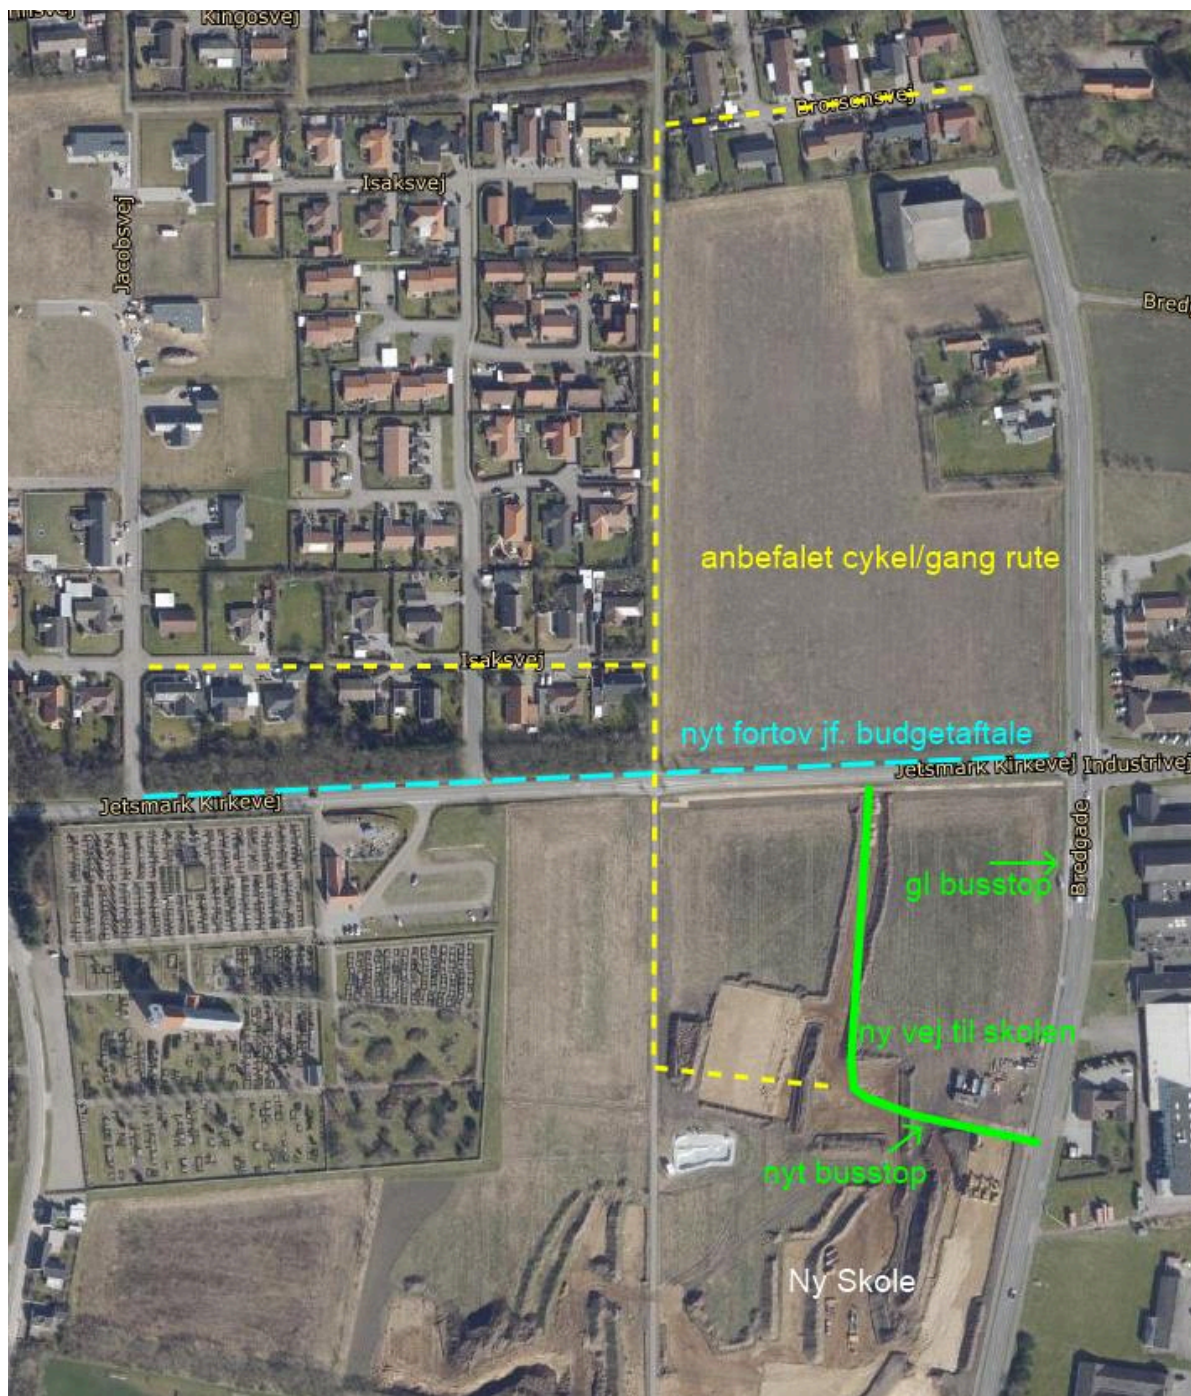 Kingosvej
Brorsonsvej
Isaksvej
Jacobsvej
anbefalet cykel/gang rute
Isaksvej
nyt fortov jf. budgetaftale
Jetsmark Kirkevej
Industrivej
Jetsmark Kirkevej
Bredgade
gl busstop
ny vej til skolen
nyt busstop
Ny Skole